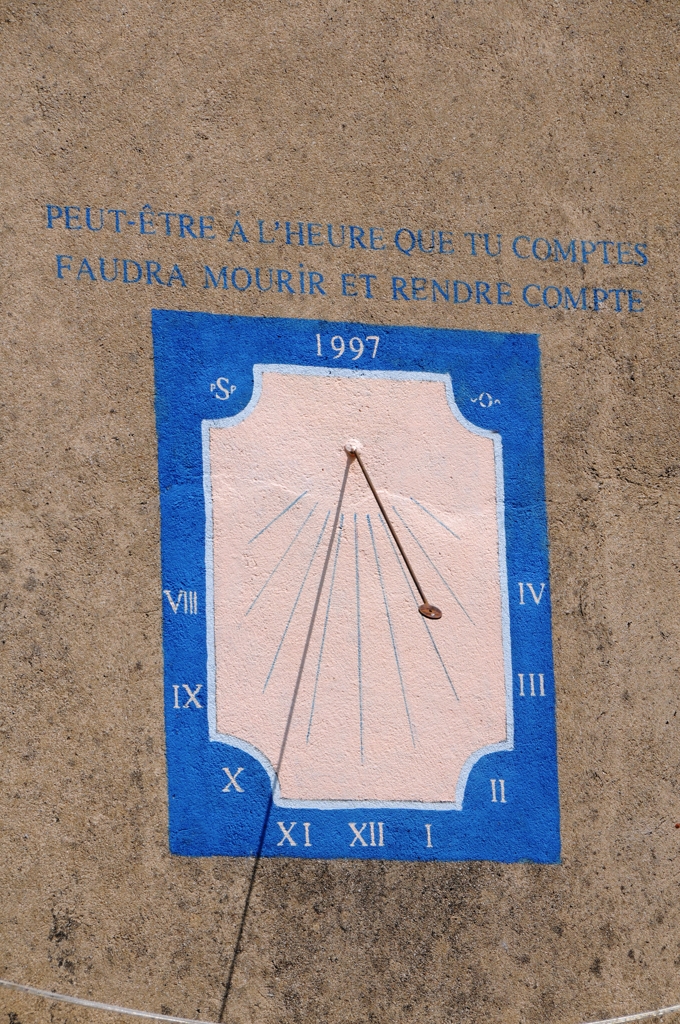 PEUT-ÊTRE À L'HEURE QUE TU COMPTES
FAUDRA MOURIR ET RENDRE COMPTE
1997
PSP
O
VIII
IV
IX
III
X
II
XI XII I